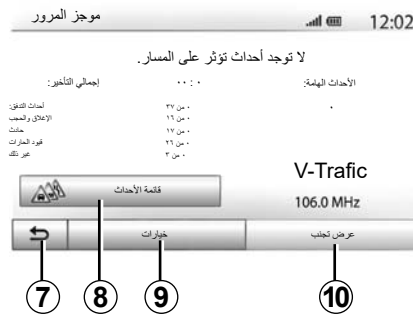 موجز المرور 12:02
لا توجد أحداث تؤثر على المسار.
الأحداث الهامة: ٠٠:٠ إجمالي التأخير:
٠
أحداث التدفق: ٠ من ٣٧
الإغلاق والحجب ٠ من ١٦
حادث ٠ من ١٧
قيود الحارات ٠ من ٢٦
غير ذلك ٠ من ٣
V-Trafic
قائمة الأحداث
106.0 MHz
خيارات عرض تجنب
7 8 9 10